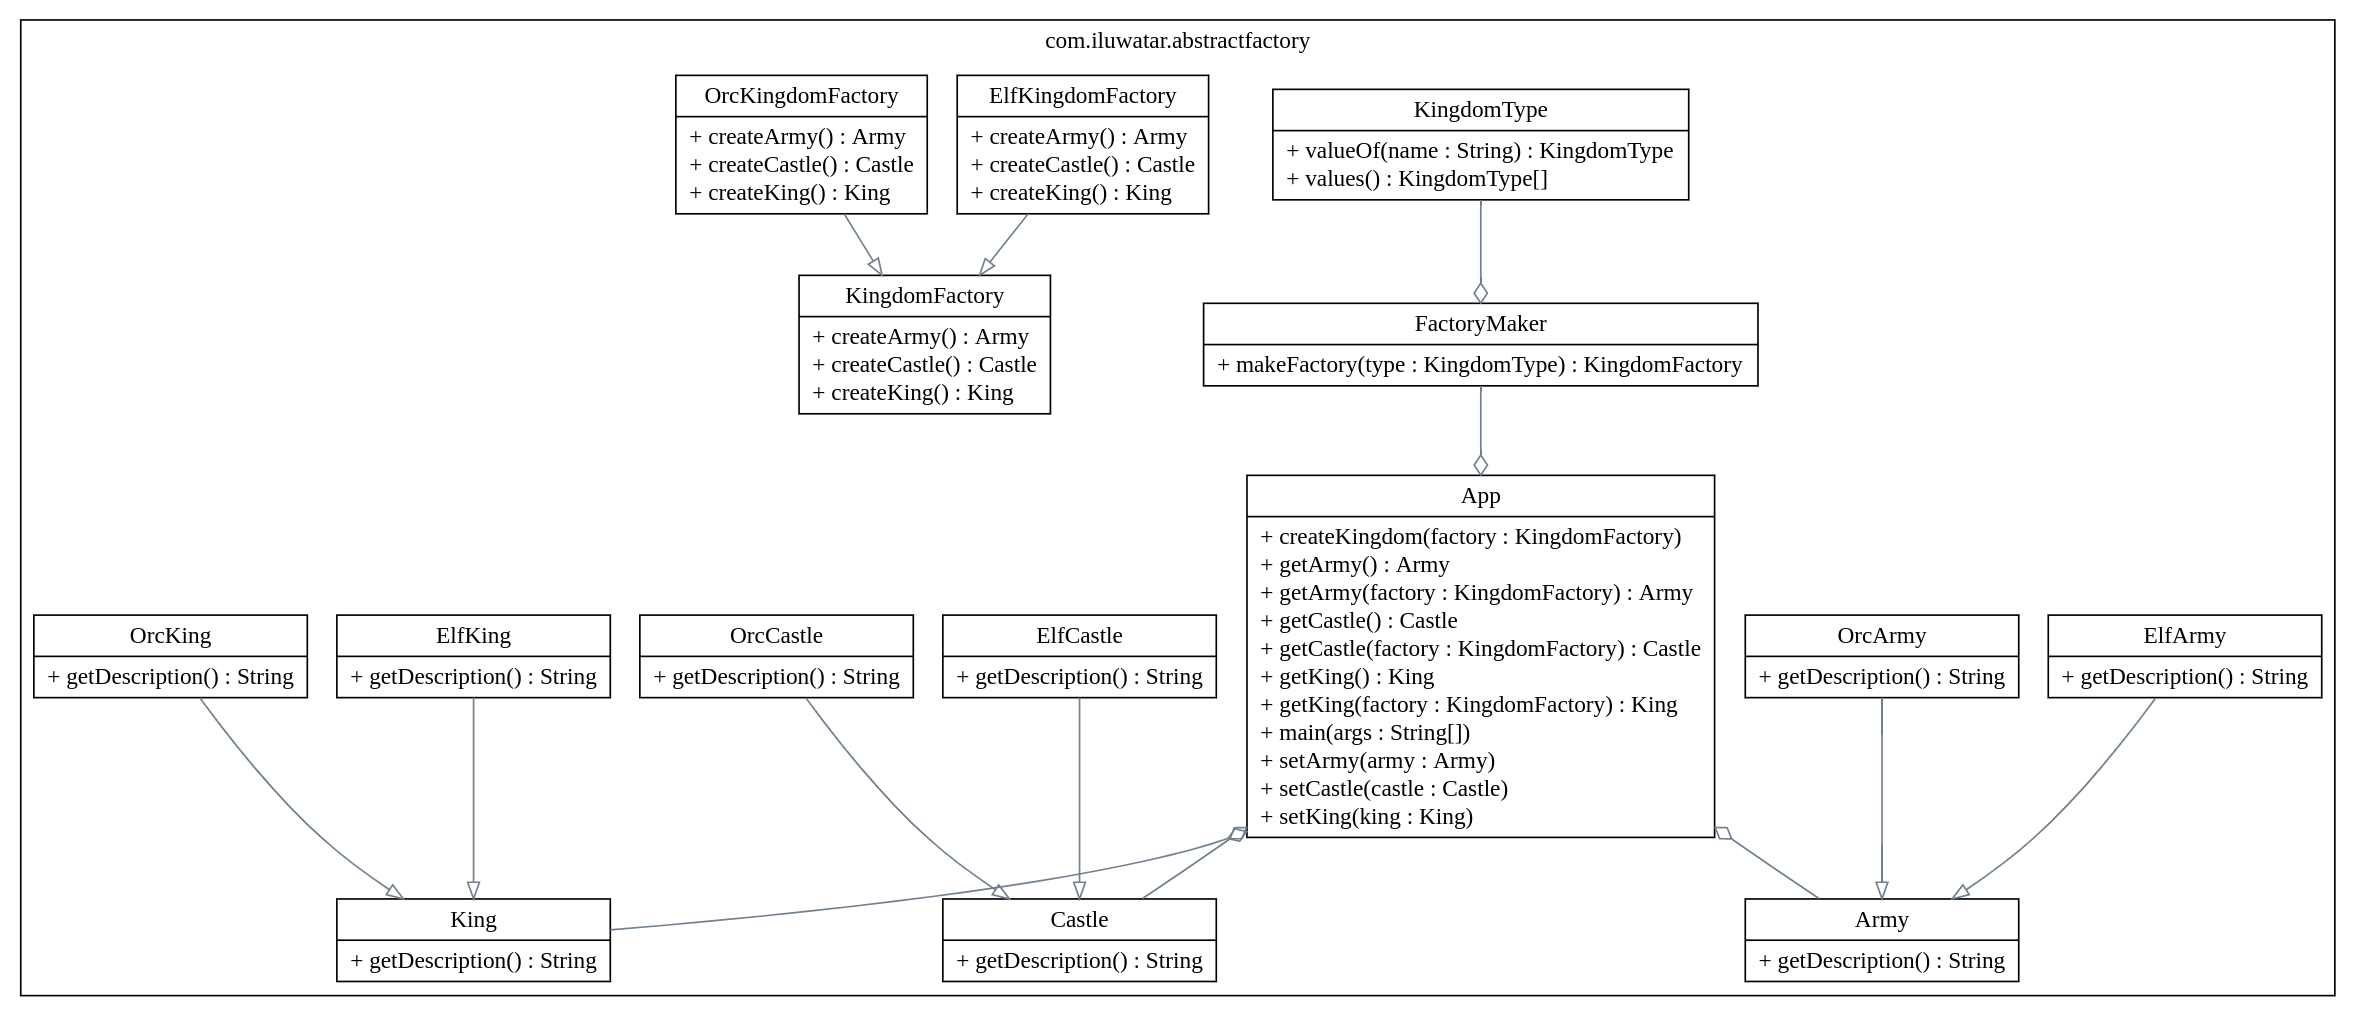 com.iluwatar.abstractfactory
OrcKingdomFactory
+ createArmy() : Army
+ createCastle() : Castle
+ createKing() : King
ElfKingdomFactory
+ createArmy() : Army
+ createCastle() : Castle
+ createKing() : King
KingdomType
+ valueOf(name : String) : KingdomType
+ values() : KingdomType[]
KingdomFactory
+ createArmy() : Army
+ createCastle() : Castle
+ createKing() : King
FactoryMaker
+ makeFactory(type : KingdomType) : KingdomFactory
App
+ createKingdom(factory : KingdomFactory)
+ getArmy() : Army
+ getArmy(factory : KingdomFactory) : Army
+ getCastle() : Castle
+ getCastle(factory : KingdomFactory) : Castle
+ getKing() : King
+ getKing(factory : KingdomFactory) : King
+ main(args : String[])
+ setArmy(army : Army)
+ setCastle(castle : Castle)
+ setKing(king : King)
OrcKing
+ getDescription() : String
ElfKing
+ getDescription() : String
OrcCastle
+ getDescription() : String
ElfCastle
+ getDescription() : String
OrcArmy
+ getDescription() : String
ElfArmy
+ getDescription() : String
King
+ getDescription() : String
Castle
+ getDescription() : String
Army
+ getDescription() : String